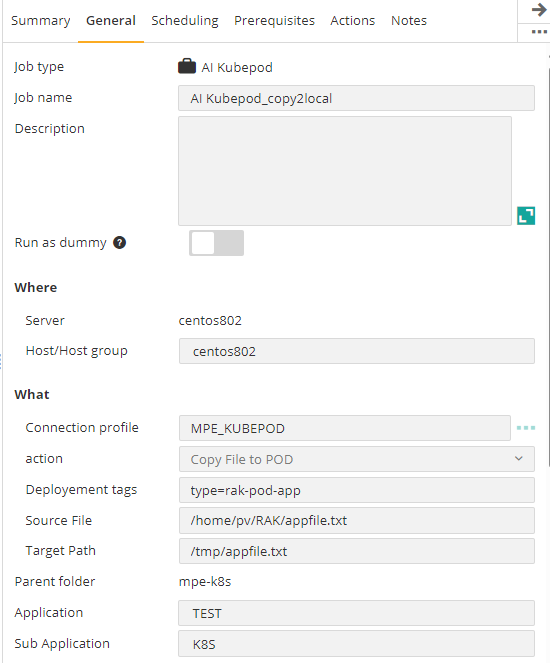 Summary General Scheduling Prerequisites Actions Notes
Job type AI Kubepod
Job name AI Kubepod_copy2local
Description
Run as dummy ?
Where
Server centos802
Host/Host group centos802
What
Connection profile MPE_KUBEPOD
action Copy File to POD
Deployement tags type=rak-pod-app
Source File /home/pv/RAK/appfile.txt
Target Path /tmp/appfile.txt
Parent folder mpe-k8s
Application TEST
Sub Application K8S